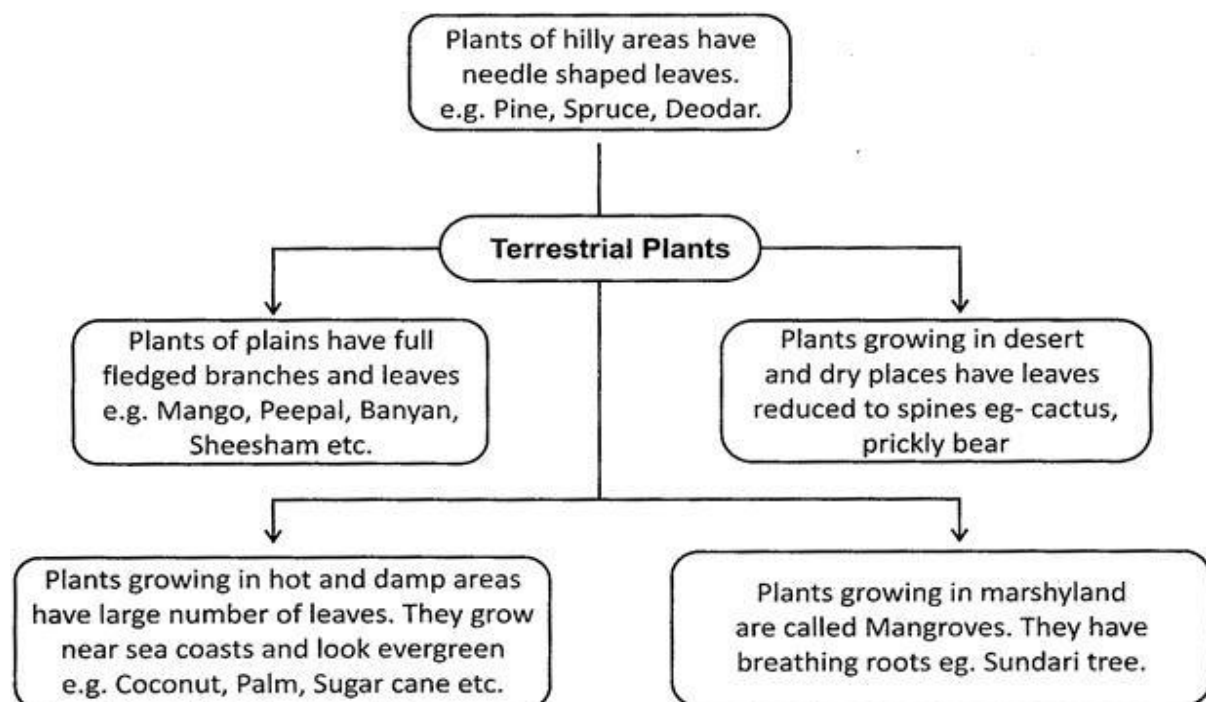 Plants of hilly areas have
needle shaped leaves.
e.g. Pine, Spruce, Deodar.
Terrestrial Plants
Plants of plains have full
fledged branches and leaves
e.g. Mango, Peepal, Banyan,
Sheesham etc.
Plants growing in desert
and dry places have leaves
reduced to spines eg- cactus,
prickly bear
Plants growing in hot and damp areas
have large number of leaves. They grow
near sea coasts and look evergreen
e.g. Coconut, Palm, Sugar cane etc.
Plants growing in marshyland
are called Mangroves. They have
breathing roots eg. Sundari tree.